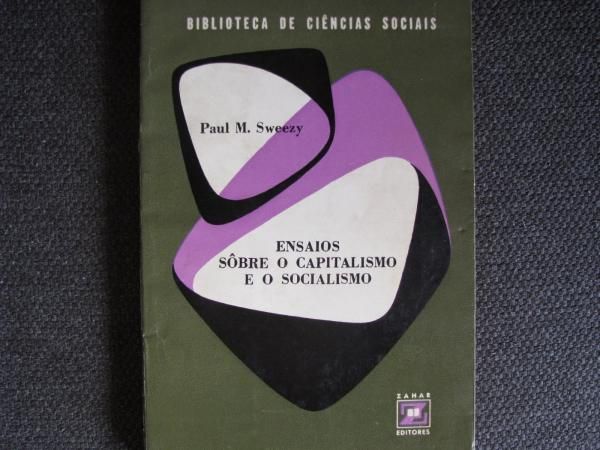 BIBLIOTECA DE CIÊNCIAS SOCIAIS
Paul M. Sweezy
ENSAIOS
SÔBRE O CAPITALISMO
E O SOCIALISMO
ZAHAR
EDITORES